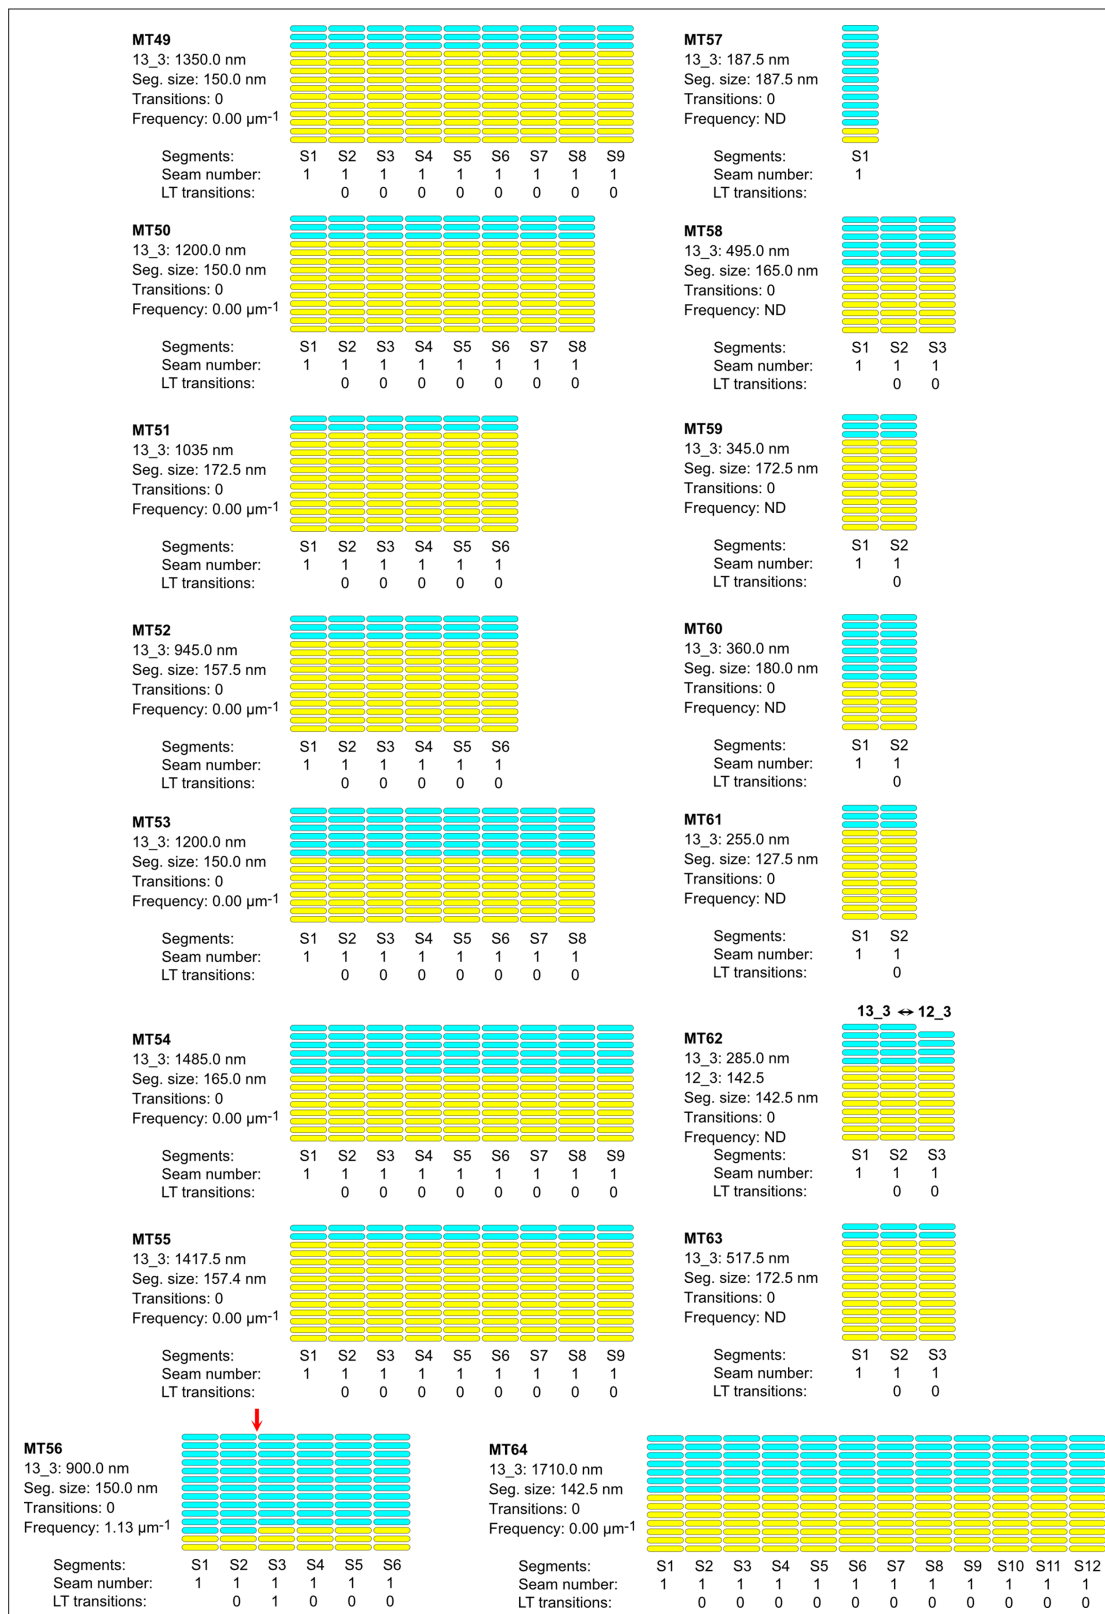 MT49
13_3: 1350.0 nm
Seg. size: 150.0 nm
Transitions: 0
Frequency: 0.00 µm-1
Segments: S1 S2 S3 S4 S5 S6 S7 S8 S9
Seam number: 1 1 1 1 1 1 1 1 1
LT transitions: 0 0 0 0 0 0 0 0
MT50
13_3: 1200.0 nm
Seg. size: 150.0 nm
Transitions: 0
Frequency: 0.00 µm-1
Segments: S1 S2 S3 S4 S5 S6 S7 S8
Seam number: 1 1 1 1 1 1 1 1
LT transitions: 0 0 0 0 0 0 0
MT51
13_3: 1035 nm
Seg. size: 172.5 nm
Transitions: 0
Frequency: 0.00 µm-1
Segments: S1 S2 S3 S4 S5 S6
Seam number: 1 1 1 1 1 1
LT transitions: 0 0 0 0 0
MT52
13_3: 945.0 nm
Seg. size: 157.5 nm
Transitions: 0
Frequency: 0.00 µm-1
Segments: S1 S2 S3 S4 S5 S6
Seam number: 1 1 1 1 1 1
LT transitions: 0 0 0 0 0
MT53
13_3: 1200.0 nm
Seg. size: 150.0 nm
Transitions: 0
Frequency: 0.00 µm-1
Segments: S1 S2 S3 S4 S5 S6 S7 S8
Seam number: 1 1 1 1 1 1 1 1
LT transitions: 0 0 0 0 0 0 0
MT54
13_3: 1485.0 nm
Seg. size: 165.0 nm
Transitions: 0
Frequency: 0.00 µm-1
Segments: S1 S2 S3 S4 S5 S6 S7 S8 S9
Seam number: 1 1 1 1 1 1 1 1 1
LT transitions: 0 0 0 0 0 0 0 0
MT55
13_3: 1417.5 nm
Seg. size: 157.4 nm
Transitions: 0
Frequency: 0.00 µm-1
Segments: S1 S2 S3 S4 S5 S6 S7 S8 S9
Seam number: 1 1 1 1 1 1 1 1 1
LT transitions: 0 0 0 0 0 0 0 0
MT56
13_3: 900.0 nm
Seg. size: 150.0 nm
Transitions: 0
Frequency: 1.13 µm-1
Segments: S1 S2 S3 S4 S5 S6
Seam number: 1 1 1 1 1 1
LT transitions: 0 1 0 0 0
MT57
13_3: 187.5 nm
Seg. size: 187.5 nm
Transitions: 0
Frequency: ND
Segments: S1
Seam number: 1
LT transitions:
MT58
13_3: 495.0 nm
Seg. size: 165.0 nm
Transitions: 0
Frequency: ND
Segments: S1 S2 S3
Seam number: 1 1 1
LT transitions: 0 0
MT59
13_3: 345.0 nm
Seg. size: 172.5 nm
Transitions: 0
Frequency: ND
Segments: S1 S2
Seam number: 1 1
LT transitions: 0
MT60
13_3: 360.0 nm
Seg. size: 180.0 nm
Transitions: 0
Frequency: ND
Segments: S1 S2
Seam number: 1 1
LT transitions: 0
MT61
13_3: 255.0 nm
Seg. size: 127.5 nm
Transitions: 0
Frequency: ND
Segments: S1 S2
Seam number: 1 1
LT transitions: 0
13_3 ↔ 12_3
MT62
13_3: 285.0 nm
12_3: 142.5
Seg. size: 142.5 nm
Transitions: 0
Frequency: ND
Segments: S1 S2 S3
Seam number: 1 1 1
LT transitions: 0 0
MT63
13_3: 517.5 nm
Seg. size: 172.5 nm
Transitions: 0
Frequency: ND
Segments: S1 S2 S3
Seam number: 1 1 1
LT transitions: 0 0
MT64
13_3: 1710.0 nm
Seg. size: 142.5 nm
Transitions: 0
Frequency: 0.00 µm-1
Segments: S1 S2 S3 S4 S5 S6 S7 S8 S9 S10 S11 S12
Seam number: 1 1 1 1 1 1 1 1 1 1 1 1
LT transitions: 0 0 0 0 0 0 0 0 0 0 0